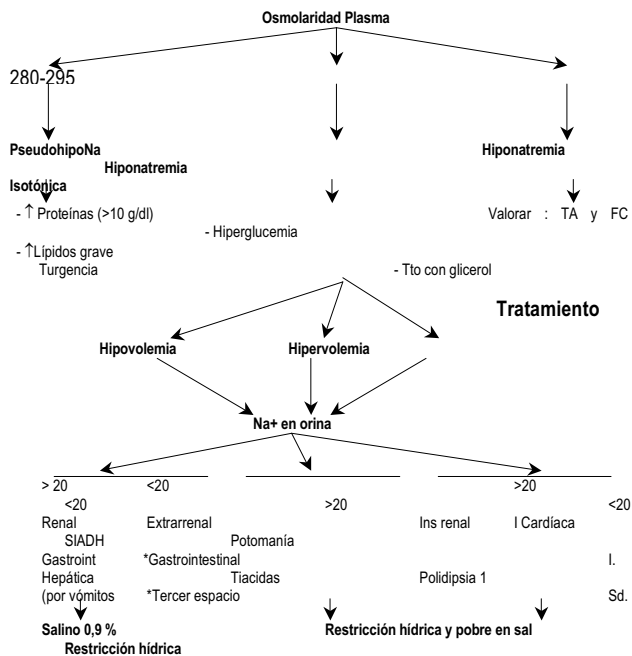 Osmolaridad Plasma
280-295
PseudohipoNa Hiponatremia
Hiponatremia
Isotónica
- ↑ Proteínas (>10 g/dl) Valorar : TA y FC
- Hiperglucemia
- ↑Lípidos grave
Turgencia - Tto con glicerol
Tratamiento
Hipovolemia Hipervolemia
Na+ en orina
> 20 <20 >20
<20 >20 <20
Renal Extrarrenal Ins renal I Cardíaca
SIADH Potomanía
Gastroint *Gastrointestinal I.
Hepática Tiacidas Polidipsia 1
(por vómitos *Tercer espacio Sd.
Salino 0,9 % Restricción hídrica y pobre en sal
Restricción hídrica